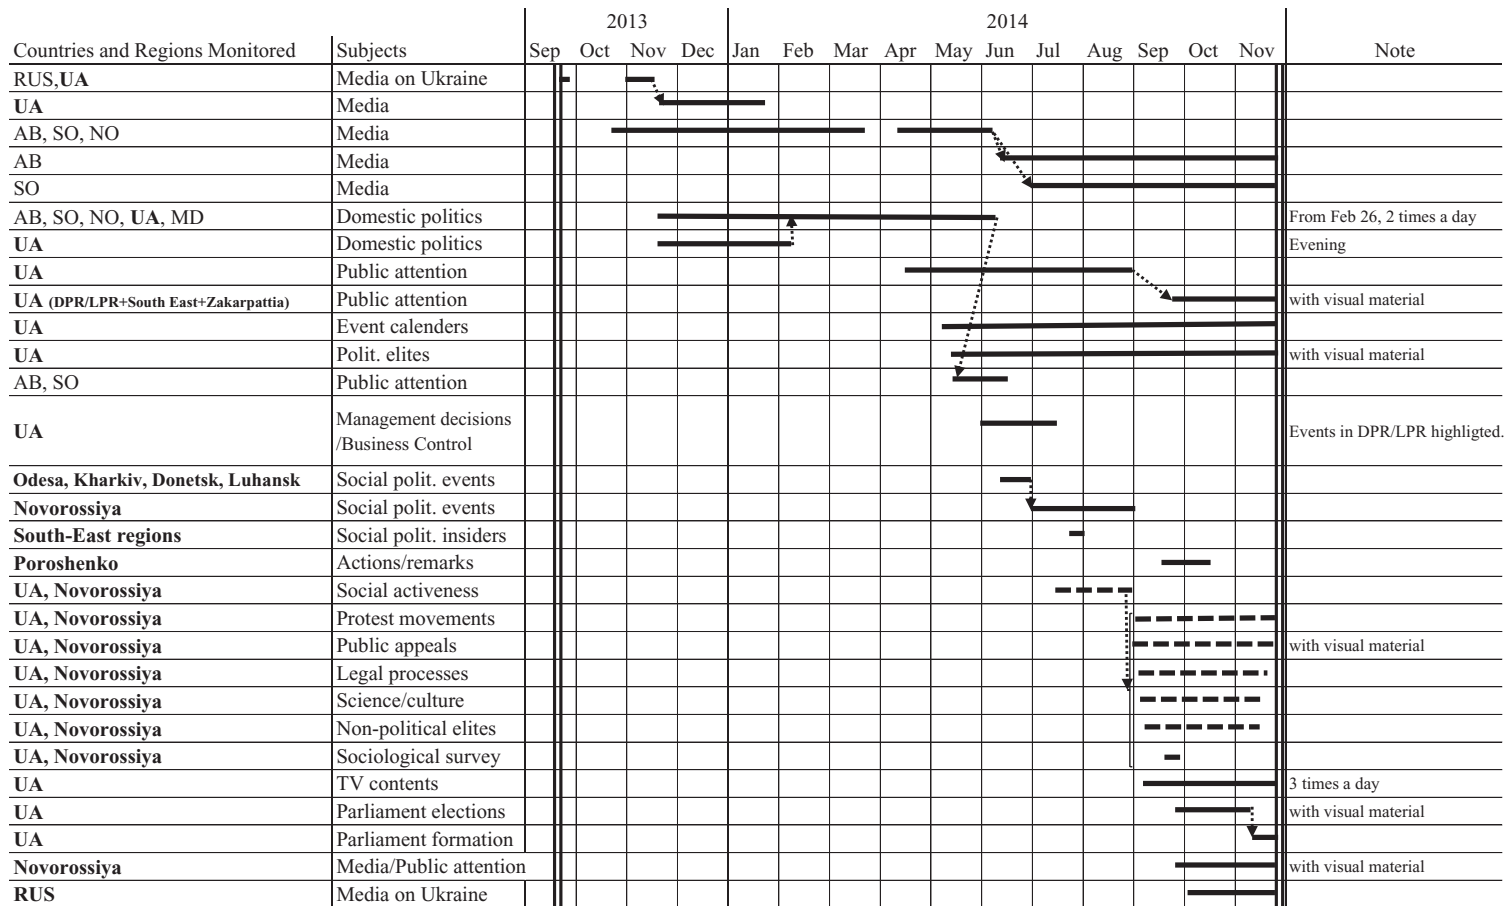 2013 2014
Countries and Regions Monitored Subjects Sep Oct Nov Dec Jan Feb Mar Apr May Jun Jul Aug Sep Oct Nov Note
RUS,UA Media on Ukraine
UA Media
AB, SO, NO Media
AB Media
SO Media
AB, SO, NO, UA, MD Domestic politics From Feb 26, 2 times a day
UA Domestic politics Evening
UA Public attention
UA (DPR/LPR+South East+Zakarpattia) Public attention with visual material
UA Event calenders
UA Polit. elites with visual material
AB, SO Public attention
UA Management decisions /Business Control Events in DPR/LPR highligted.
Odesa, Kharkiv, Donetsk, Luhansk Social polit. events
Novorossiya Social polit. events
South-East regions Social polit. insiders
Poroshenko Actions/remarks
UA, Novorossiya Social activeness
UA, Novorossiya Protest movements
UA, Novorossiya Public appeals with visual material
UA, Novorossiya Legal processes
UA, Novorossiya Science/culture
UA, Novorossiya Non-political elites
UA, Novorossiya Sociological survey
UA TV contents 3 times a day
UA Parliament elections with visual material
UA Parliament formation
Novorossiya Media/Public attention with visual material
RUS Media on Ukraine